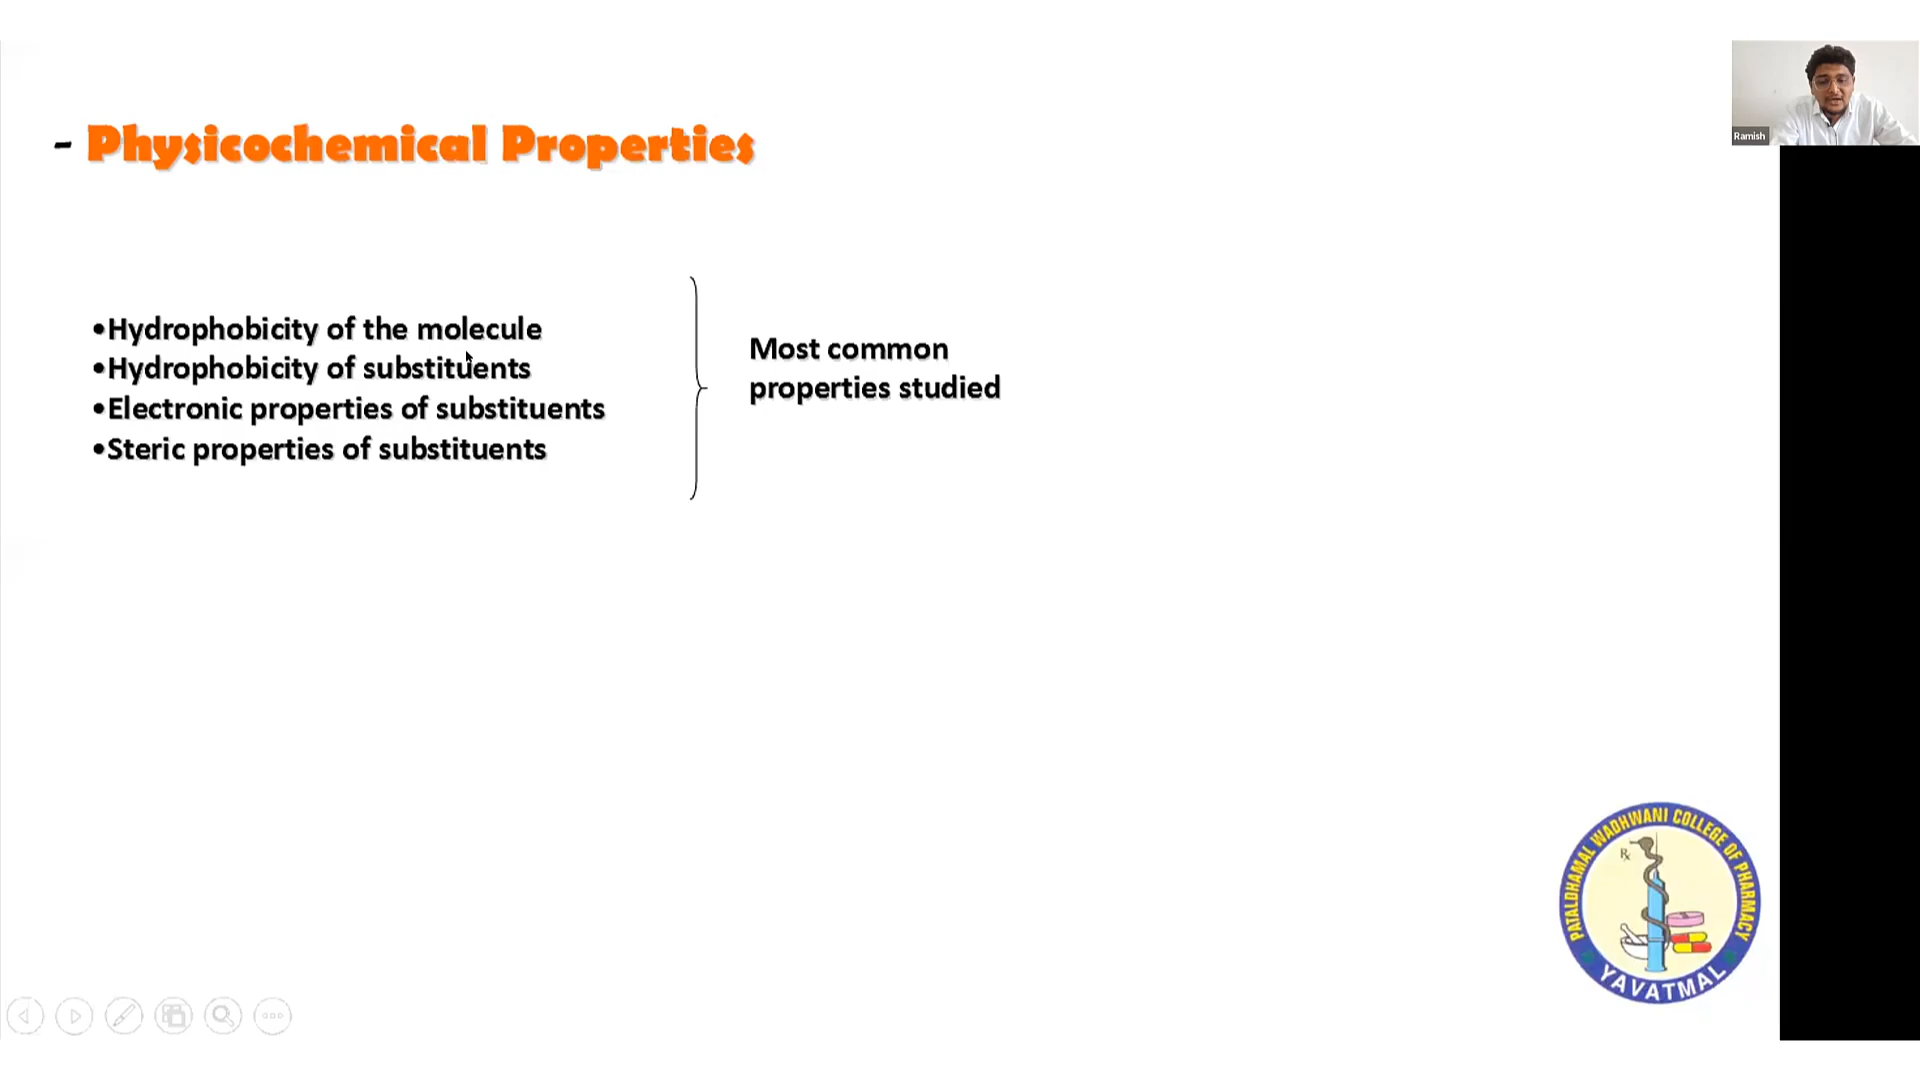 - Physicochemical Properties
•Hydrophobicity of the molecule
•Hydrophobicity of substituents
•Electronic properties of substituents
•Steric properties of substituents
Most common
properties studied
Ramish
PATALDHAMAL WADHWANI COLLEGE OF PHARMACY
Rx
YAVATMAL